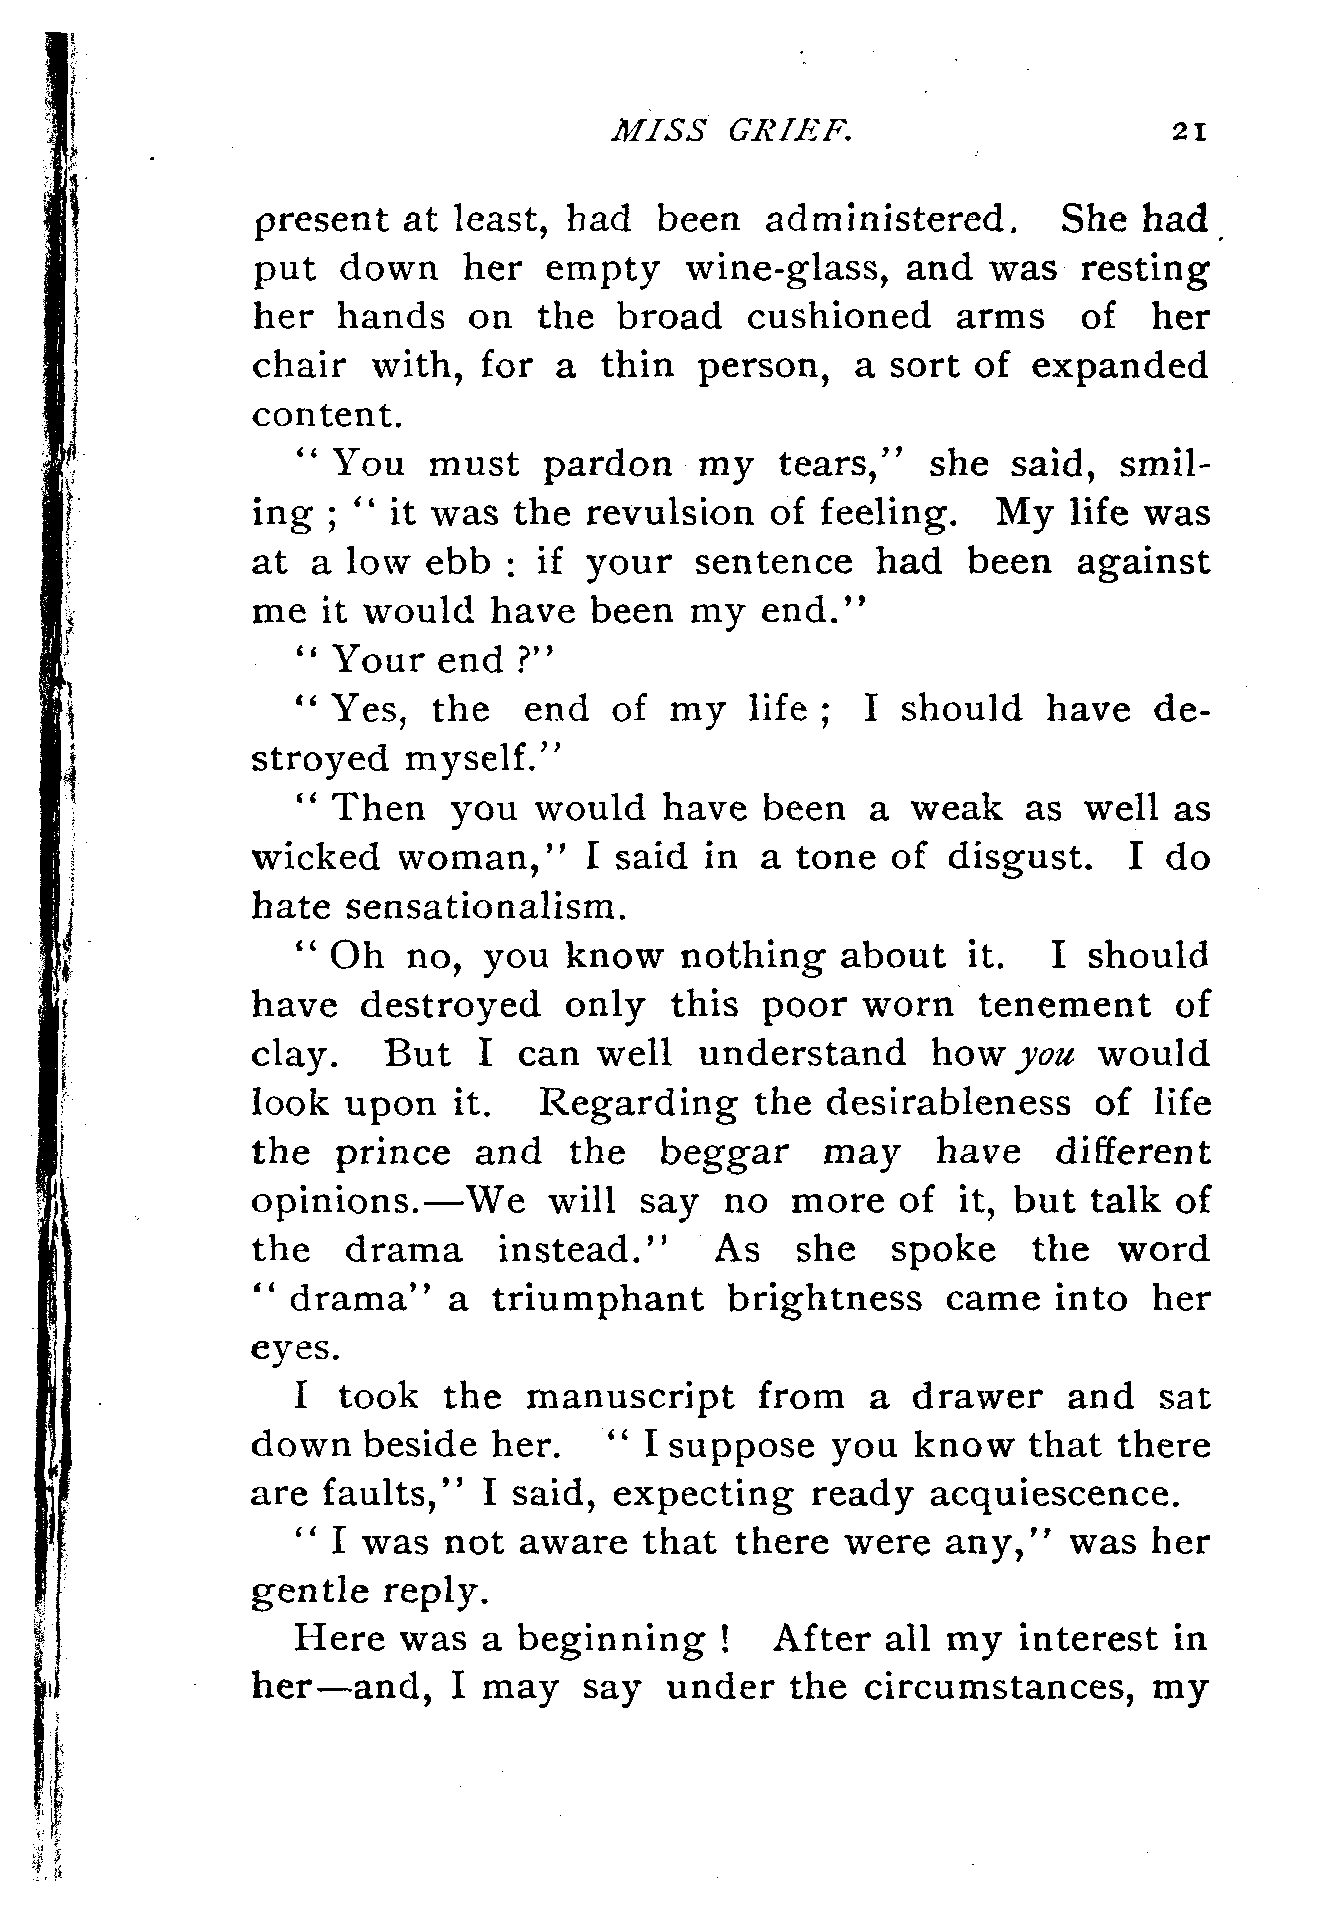 MISS GRIEF. 21
present at least, had been administered. She had
put down her empty wine-glass, and was resting
her hands on the broad cushioned arms of her
chair with, for a thin person, a sort of expanded
content.
“ You must pardon my tears,” she said, smil-
ing ; “ it was the revulsion of feeling. My life was
at a low ebb : if your sentence had been against
me it would have been my end.”
“ Your end ?”
“ Yes, the end of my life ; I should have de-
stroyed myself.”
“ Then you would have been a weak as well as
wicked woman,” I said in a tone of disgust. I do
hate sensationalism.
“ Oh no, you know nothing about it. I should
have destroyed only this poor worn tenement of
clay. But I can well understand how you would
look upon it. Regarding the desirableness of life
the prince and the beggar may have different
opinions.—We will say no more of it, but talk of
the drama instead.” As she spoke the word
“ drama” a triumphant brightness came into her
eyes.
I took the manuscript from a drawer and sat
down beside her. “ I suppose you know that there
are faults,” I said, expecting ready acquiescence.
“ I was not aware that there were any,” was her
gentle reply.
Here was a beginning ! After all my interest in
her—and, I may say under the circumstances, my